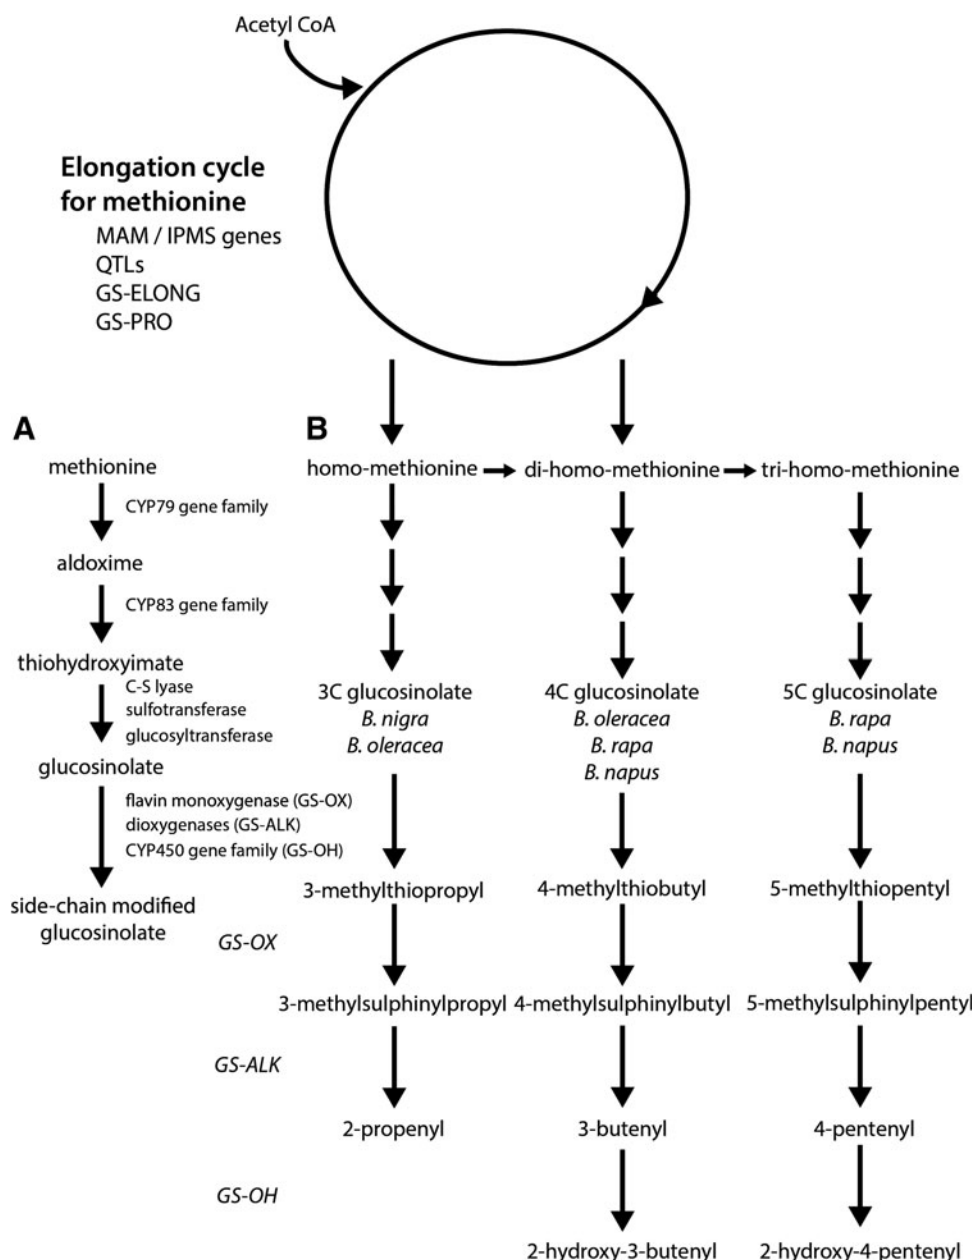 Acetyl CoA
Elongation cycle
for methionine
MAM / IPMS genes
QTLs
GS-ELONG
GS-PRO
A
methionine
CYP79 gene family
aldoxime
CYP83 gene family
thiohydroxyimate
C-S lyase
sulfotransferase
glucosyltransferase
glucosinolate
flavin monoxygenase (GS-OX)
dioxygenases (GS-ALK)
CYP450 gene family (GS-OH)
side-chain modified
glucosinolate
B
homo-methionine
di-homo-methionine
tri-homo-methionine
3C glucosinolate
B. nigra
B. oleracea
4C glucosinolate
B. oleracea
B. rapa
B. napus
5C glucosinolate
B. rapa
B. napus
3-methylthiopropyl
4-methylthiobutyl
5-methylthiopentyl
GS-OX
3-methylsulphinylpropyl
4-methylsulphinylbutyl
5-methylsulphinylpentyl
GS-ALK
2-propenyl
3-butenyl
4-pentenyl
GS-OH
2-hydroxy-3-butenyl
2-hydroxy-4-pentenyl